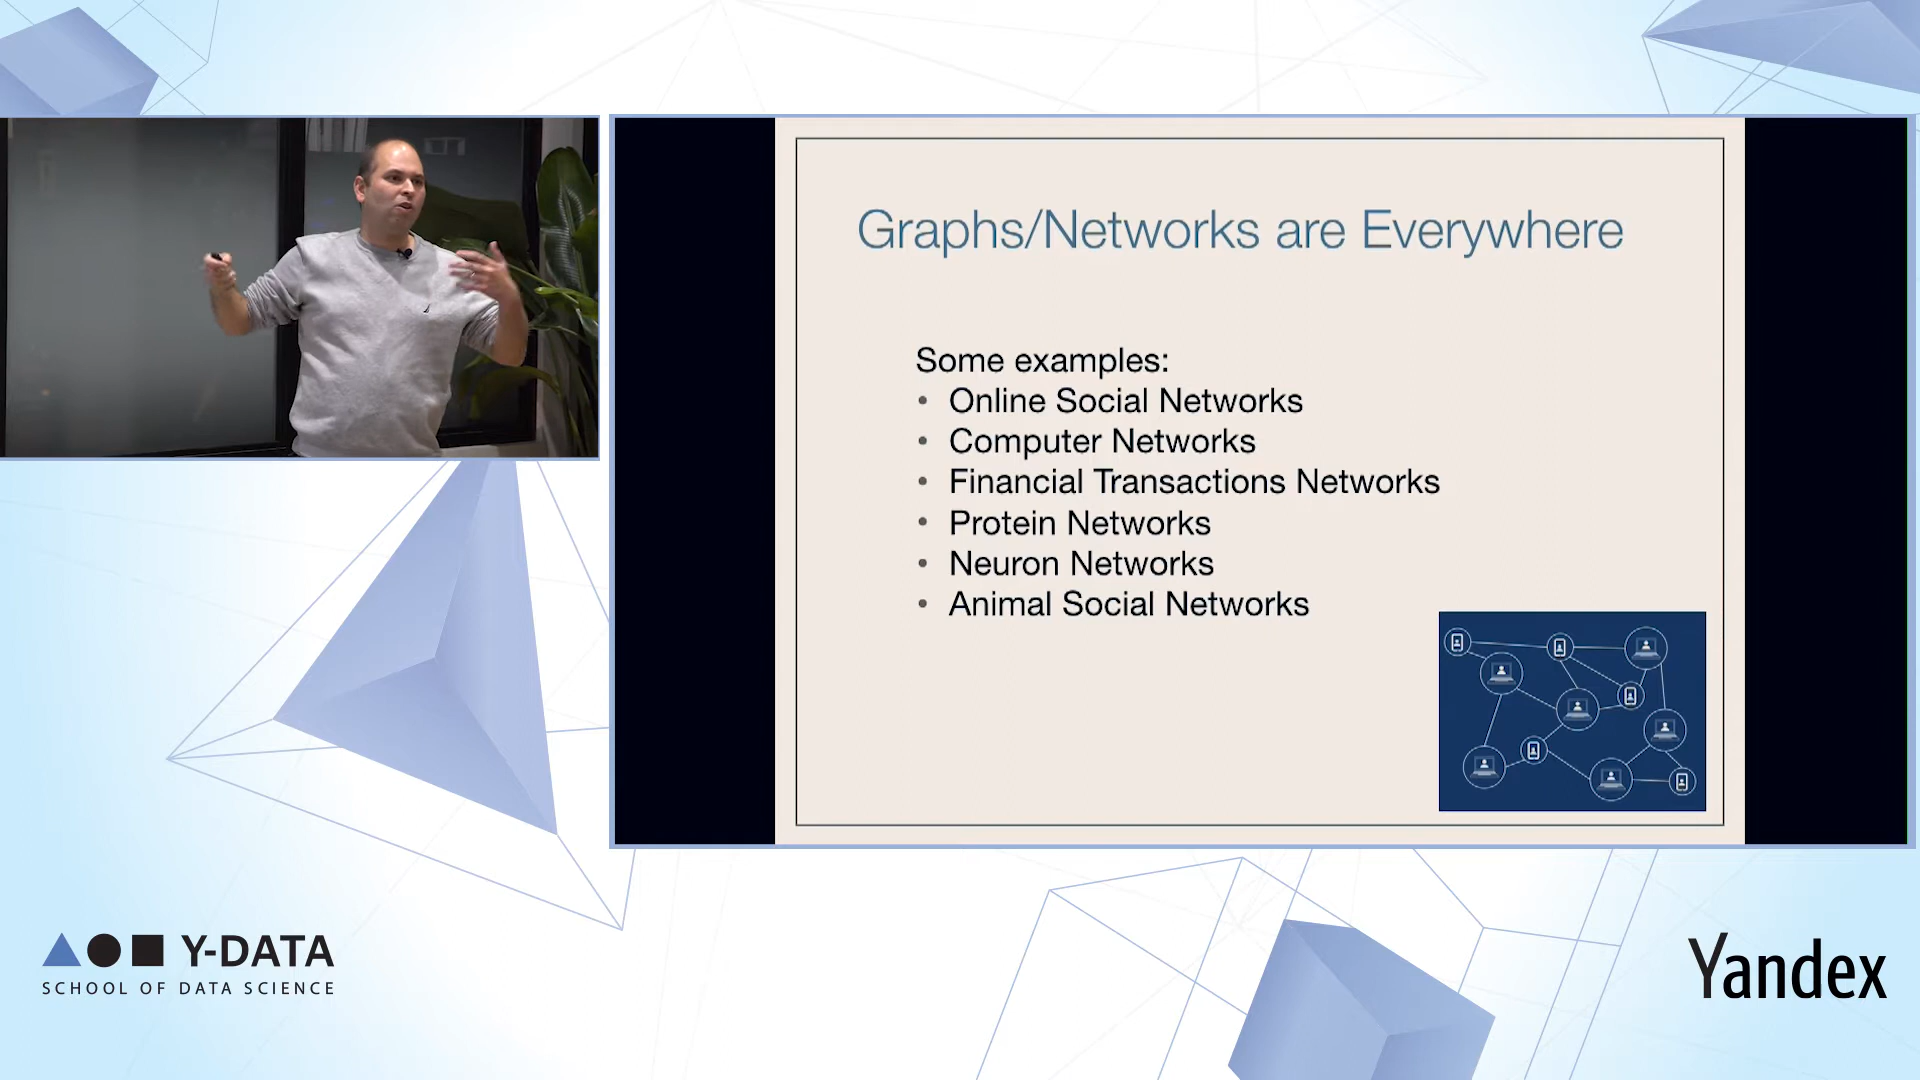 Graphs/Networks are Everywhere
Some examples:
• Online Social Networks
• Computer Networks
• Financial Transactions Networks
• Protein Networks
• Neuron Networks
• Animal Social Networks
Y-DATA
SCHOOL OF DATA SCIENCE
Yandex